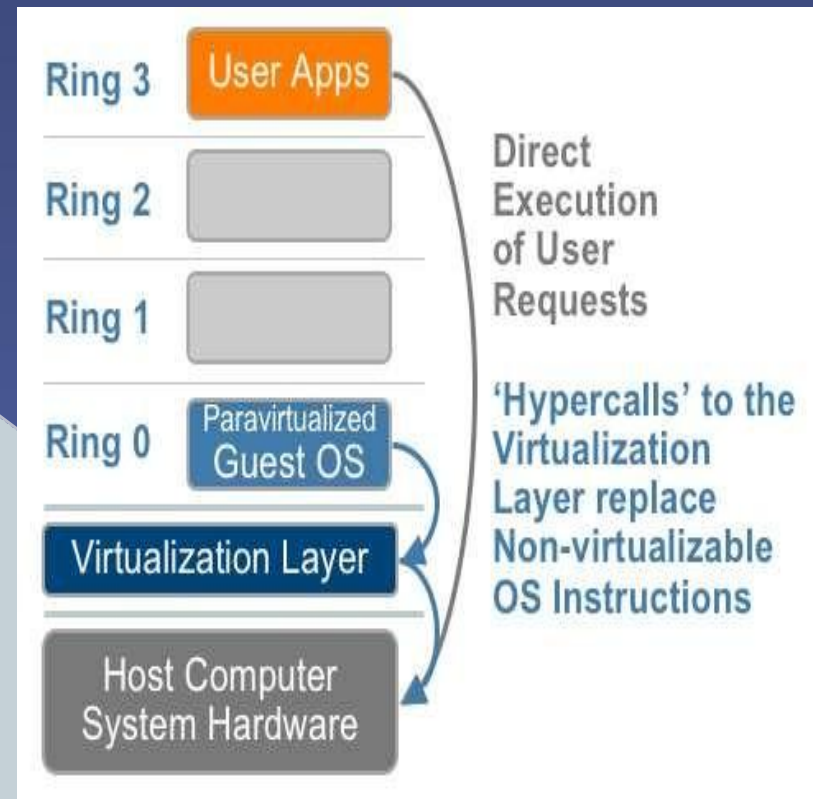 Ring 3
User Apps
Ring 2
Ring 1
Ring 0
Paravirtualized
Guest OS
Virtualization Layer
Host Computer
System Hardware
Direct
Execution
of User
Requests
‘Hypercalls’ to the
Virtualization
Layer replace
Non-virtualizable
OS Instructions